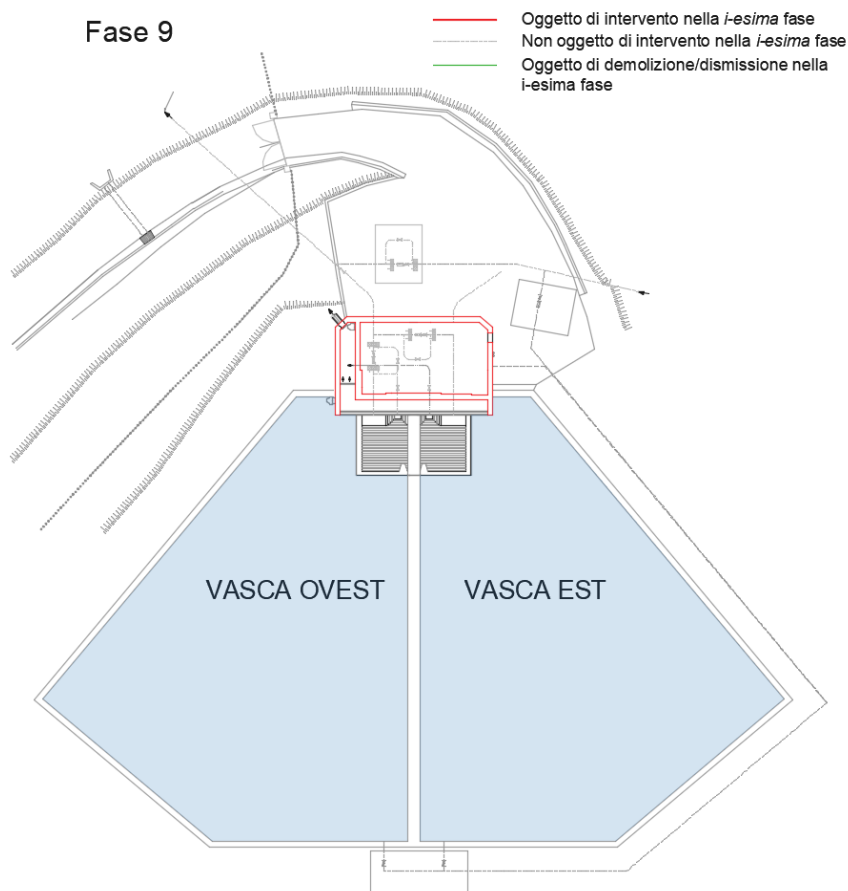 Fase 9
Oggetto di intervento nella i-esima fase
Non oggetto di intervento nella i-esima fase
Oggetto di demolizione/dismissione nella
i-esima fase
VASCA OVEST
VASCA EST